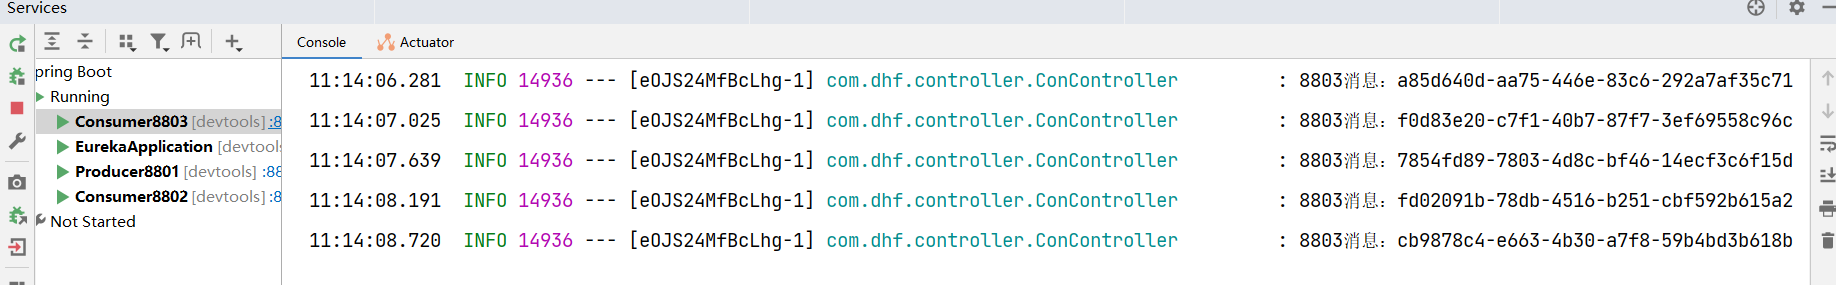 Services
Console
Actuator
pring Boot
Running
Consumer8803 [devtools] :8
EurekaApplication [devtools
Producer8801 [devtools] :88
Consumer8802 [devtools] :8
Not Started
11:14:06.281 INFO 14936 --- [eOJS24MfBcLhg-1] com.dhf.controller.ConController : 8803消息：a85d640d-aa75-446e-83c6-292a7af35c71
11:14:07.025 INFO 14936 --- [eOJS24MfBcLhg-1] com.dhf.controller.ConController : 8803消息：f0d83e20-c7f1-40b7-87f7-3ef69558c96c
11:14:07.639 INFO 14936 --- [eOJS24MfBcLhg-1] com.dhf.controller.ConController : 8803消息：7854fd89-7803-4d8c-bf46-14ecf3c6f15d
11:14:08.191 INFO 14936 --- [eOJS24MfBcLhg-1] com.dhf.controller.ConController : 8803消息：fd02091b-78db-4516-b251-cbf592b615a2
11:14:08.720 INFO 14936 --- [eOJS24MfBcLhg-1] com.dhf.controller.ConController : 8803消息：cb9878c4-e663-4b30-a7f8-59b4bd3b618b